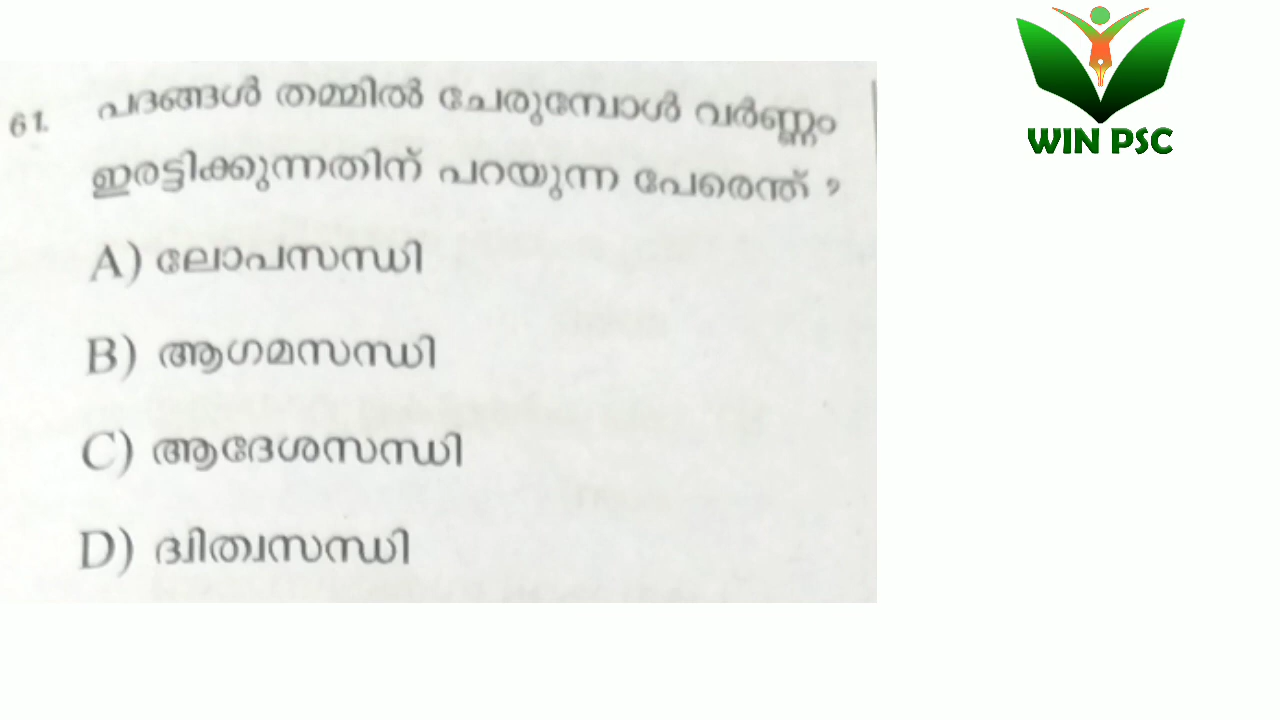 61. പദങ്ങൾ തമ്മിൽ ചേരുമ്പോൾ വർണ്ണം
ഇരട്ടിക്കുന്നതിന് പറയുന്ന പേരെന്ത് ?
A) ലോപസന്ധി
B) ആഗമസന്ധി
C) ആദേശസന്ധി
D) ദ്വിത്വസന്ധി
WIN PSC